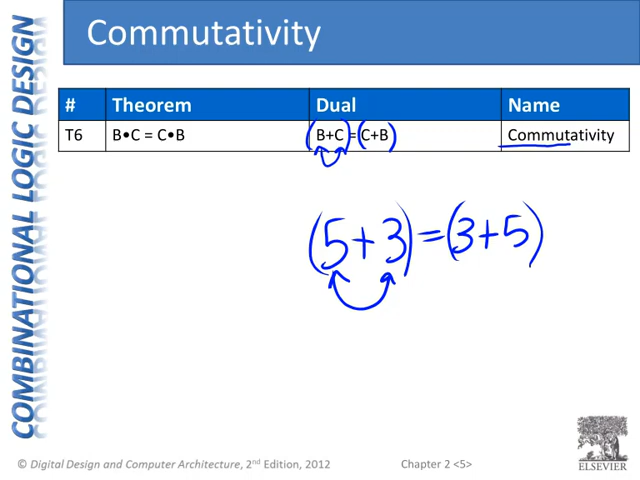 Commutativity
COMBINATIONAL LOGIC DESIGN
# Theorem Dual Name
T6 B•C = C•B (B+C)=(C+B) Commutativity
(5+3)=(3+5)
© Digital Design and Computer Architecture, 2nd Edition, 2012 Chapter 2 <5>
ELSEVIER